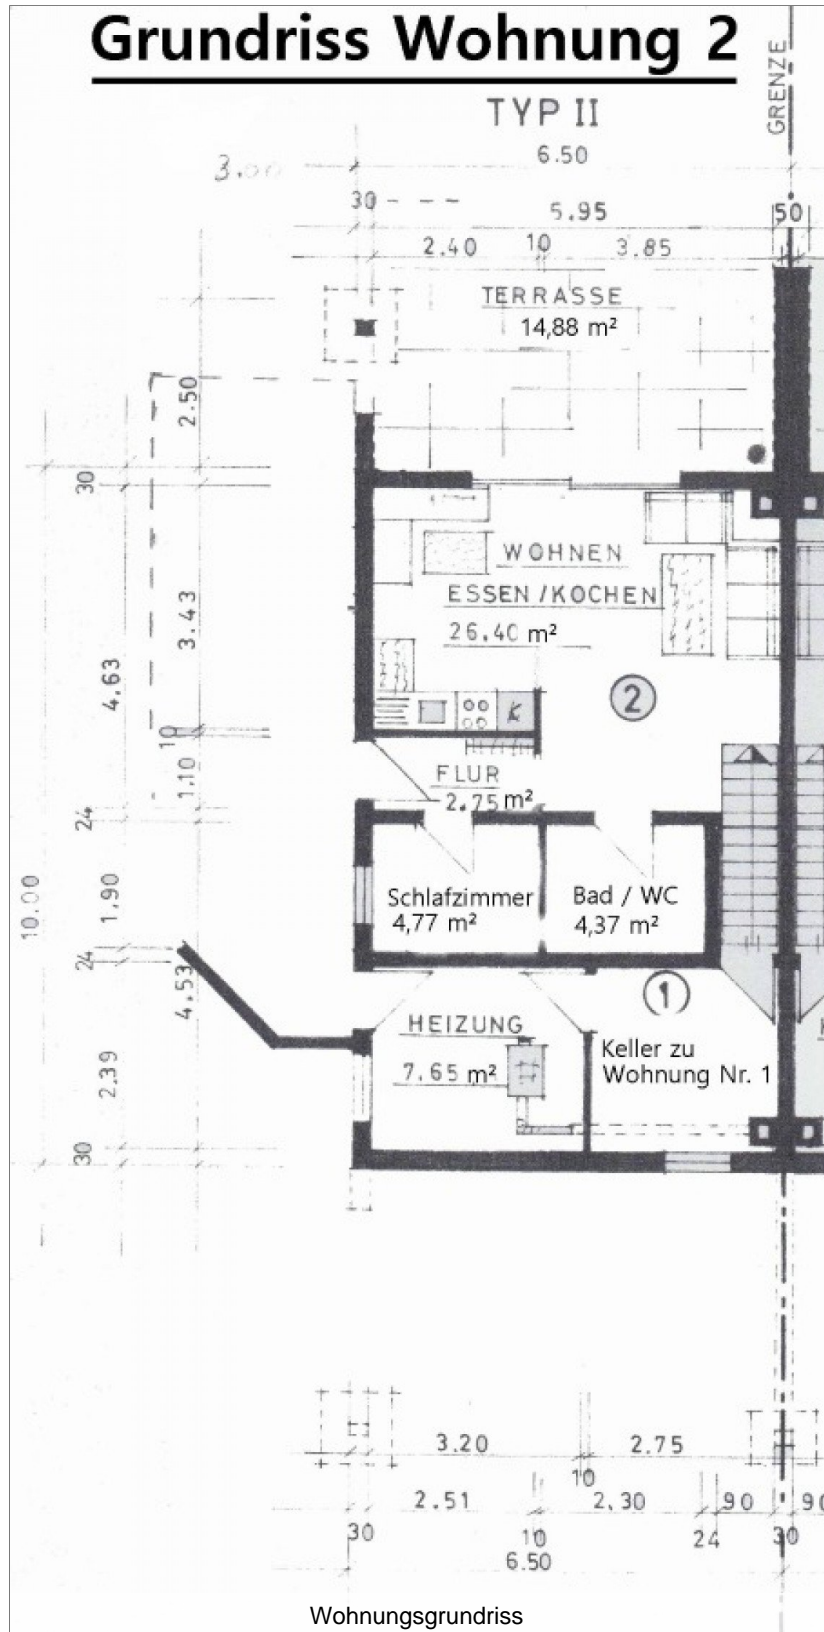 Grundriss Wohnung 2
GRENZE
TYP II
6.50
3.00
30
5.95
50
2.40
10
3.85
TERRASSE
14,88 m²
2.50
30
WOHNEN
ESSEN/KOCHEN
26.40 m²
3.43
4.63
2
K
10
FLUR
2.75 m²
1.10
24
Schlafzimmer
4,77 m²
Bad / WC
4,37 m²
10.00
1.90
24
4.53
1
HEIZUNG
7.65 m²
Keller zu
Wohnung Nr. 1
2.39
30
3.20
2.75
10
2.51
2.30
90
90
30
10
24
30
6.50
Wohnungsgrundriss